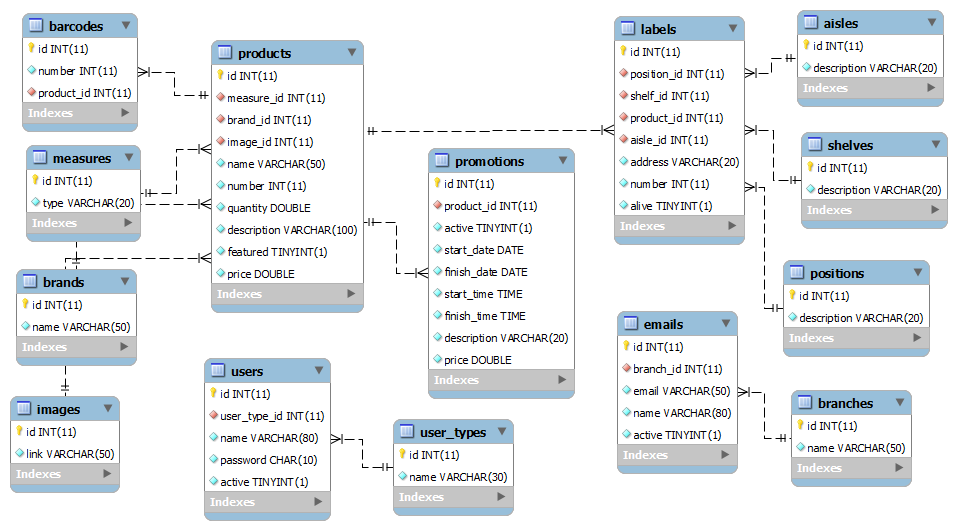 barcodes
id INT(11)
number INT(11)
product_id INT(11)
Indexes
measures
id INT(11)
type VARCHAR(20)
Indexes
brands
id INT(11)
name VARCHAR(50)
Indexes
images
id INT(11)
link VARCHAR(50)
Indexes
products
id INT(11)
measure_id INT(11)
brand_id INT(11)
image_id INT(11)
name VARCHAR(50)
number INT(11)
quantity DOUBLE
description VARCHAR(100)
featured TINYINT(1)
price DOUBLE
Indexes
users
id INT(11)
user_type_id INT(11)
name VARCHAR(80)
password CHAR(10)
active TINYINT(1)
Indexes
user_types
id INT(11)
name VARCHAR(30)
Indexes
promotions
id INT(11)
product_id INT(11)
active TINYINT(1)
start_date DATE
finish_date DATE
start_time TIME
finish_time TIME
description VARCHAR(20)
price DOUBLE
Indexes
labels
id INT(11)
position_id INT(11)
shelf_id INT(11)
product_id INT(11)
aisle_id INT(11)
address VARCHAR(20)
number INT(11)
alive TINYINT(1)
Indexes
emails
id INT(11)
branch_id INT(11)
email VARCHAR(50)
name VARCHAR(80)
active TINYINT(1)
Indexes
aisles
id INT(11)
description VARCHAR(20)
Indexes
shelves
id INT(11)
description VARCHAR(20)
Indexes
positions
id INT(11)
description VARCHAR(20)
Indexes
branches
id INT(11)
name VARCHAR(50)
Indexes